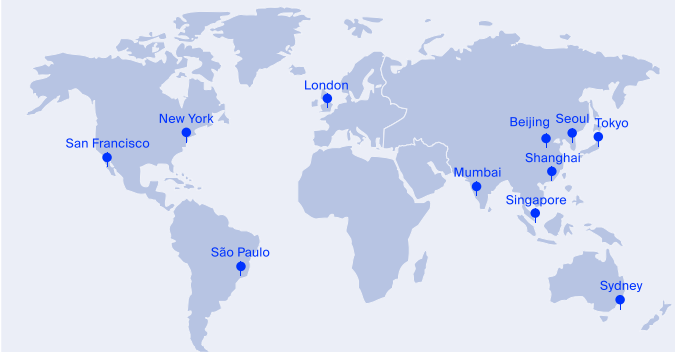 London
New York
Beijing
Seoul
Tokyo
San Francisco
Shanghai
Mumbai
Singapore
São Paulo
Sydney